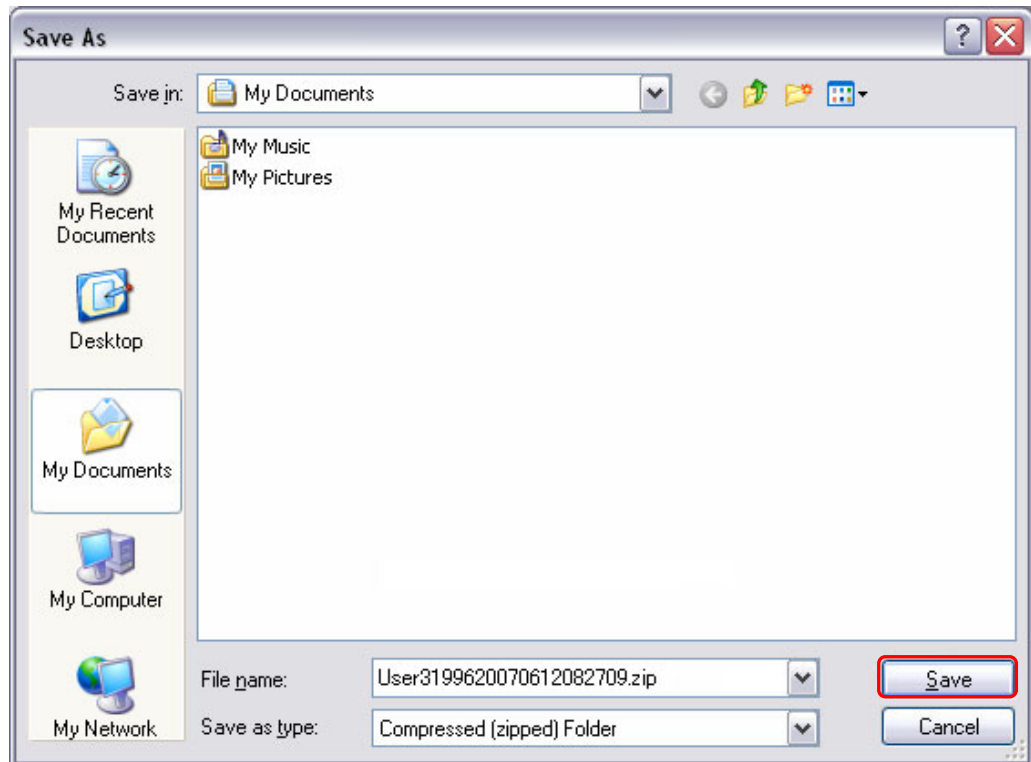 Save As
Save in:
My Documents
My Music
My Pictures
My Recent
Documents
Desktop
My Documents
My Computer
My Network
File name:
User3199620070612082709.zip
Save
Save as type:
Compressed (zipped) Folder
Cancel